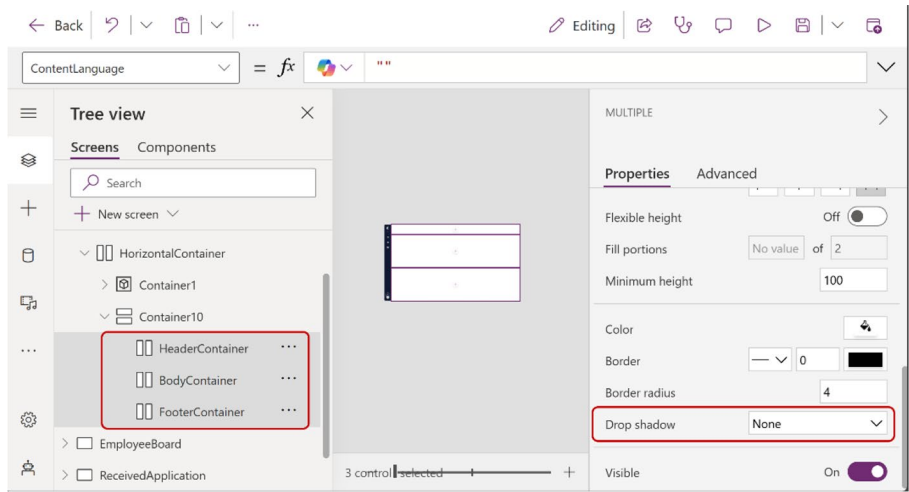 Back
Editing
ContentLanguage = fx ""
Tree view
Screens Components
Search
New screen
HorizontalContainer
Container1
Container10
HeaderContainer
BodyContainer
FooterContainer
EmployeeBoard
ReceivedApplication
3 control selected
MULTIPLE
Properties Advanced
Flexible height Off
Fill portions No value of 2
Minimum height 100
Color
Border 0
Border radius 4
Drop shadow None
Visible On